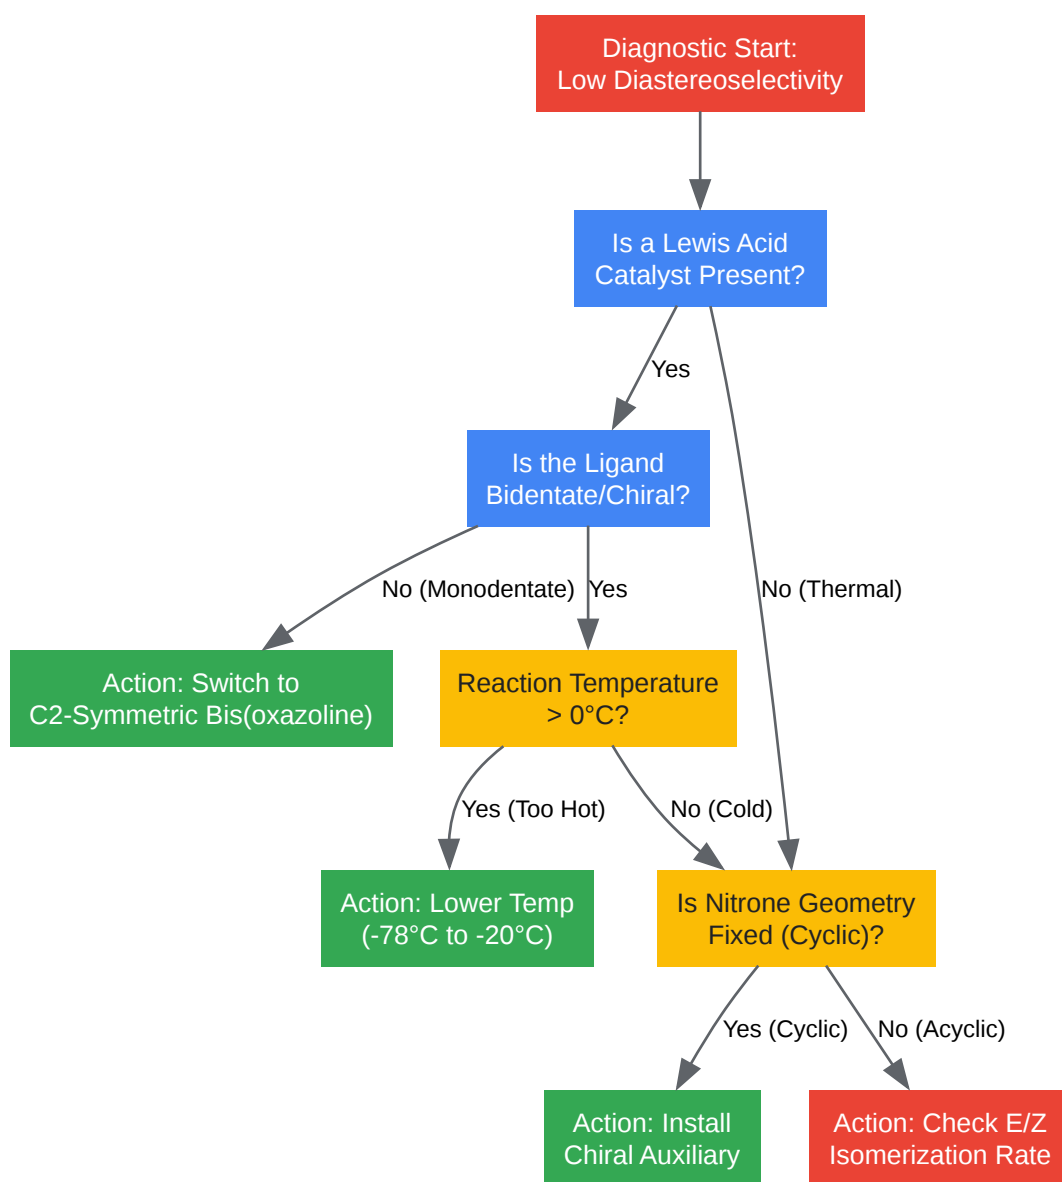 Diagnostic Start:
Low Diastereoselectivity
Is a Lewis Acid
Catalyst Present?
Yes
Is the Ligand
Bidentate/Chiral?
No (Monodentate)
Yes
No (Thermal)
Action: Switch to
C2-Symmetric Bis(oxazoline)
Reaction Temperature
> 0°C?
Yes (Too Hot)
No (Cold)
Action: Lower Temp
(-78°C to -20°C)
Is Nitrone Geometry
Fixed (Cyclic)?
Yes (Cyclic)
No (Acyclic)
Action: Install
Chiral Auxiliary
Action: Check E/Z
Isomerization Rate